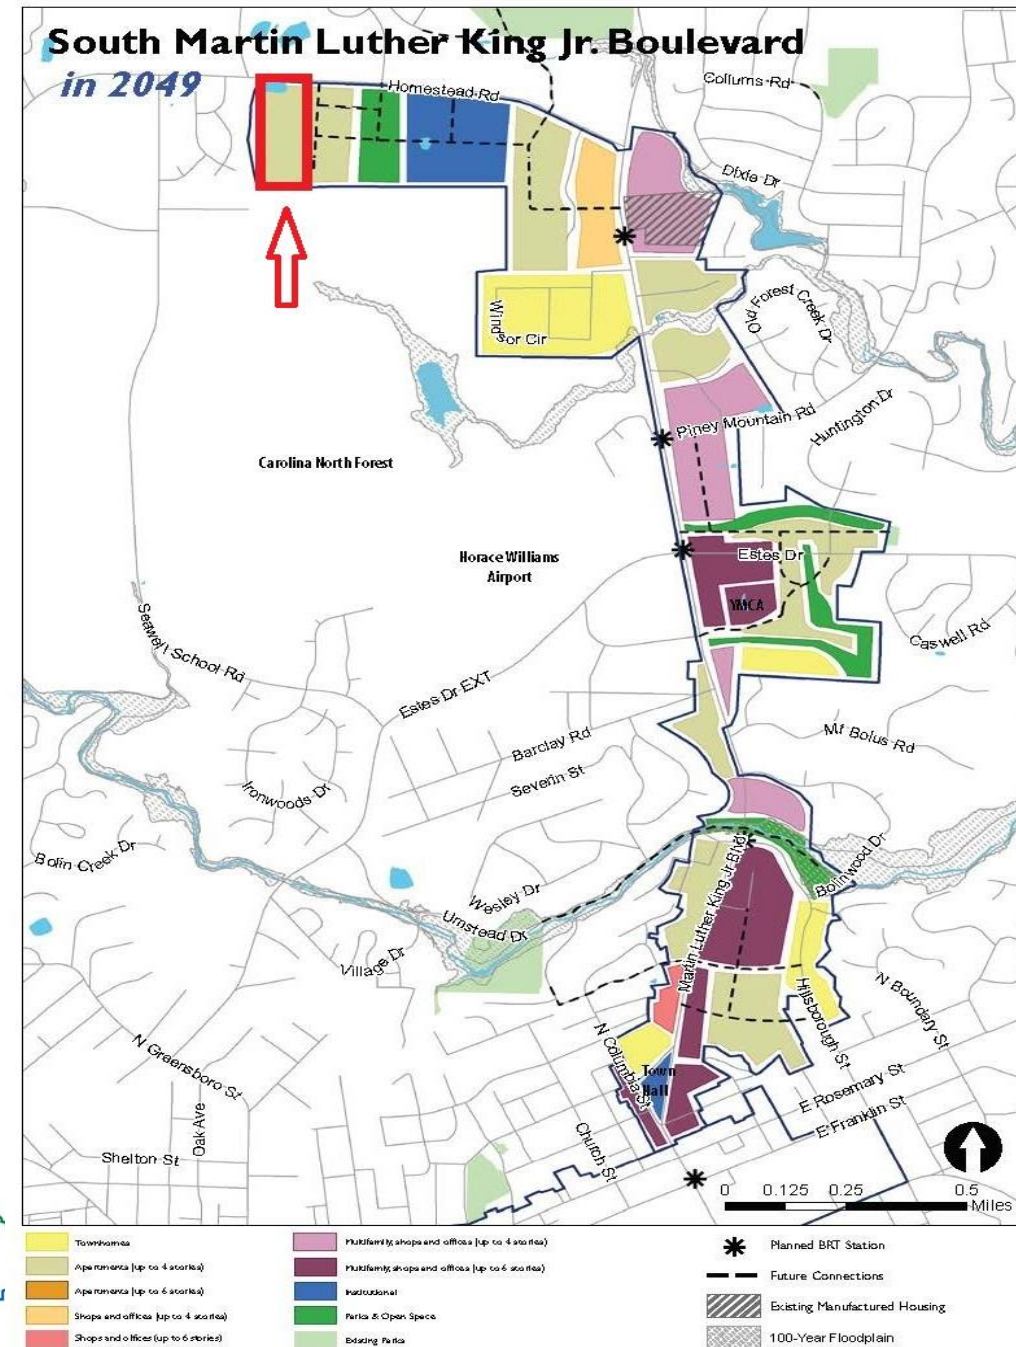 South Martin Luther King Jr. Boulevard
in 2049
Homestead Rd
Collums Rd
Dixie Dr
Old Forest Creek Dr
Windsor Cir
Piney Mountain Rd
Huntington Dr
Carolina North Forest
Horace Williams
Airport
Estes Dr
YMCA
Caswell Rd
Seawell School Rd
Estes Dr EXT
Barclay Rd
Severin St
Mt Bolus Rd
Ironwoods Dr
Bolin Creek Dr
Wesley Dr
Umstead Dr
Village Dr
Martin Luther King Jr Blvd
Bolinwood Dr
Hillsborough St
N Boundary St
N Columbia St
Town
Hall
N Greensboro St
Oak Ave
Shelton St
Church St
E Rosemary St
E Franklin St
0 0.125 0.25 0.5
Miles
Townhomes
Apartments (up to 4 stories)
Apartments (up to 6 stories)
Shops and offices (up to 4 stories)
Shops and offices (up to 6 stories)
Multifamily, shops and offices (up to 4 stories)
Multifamily, shops and offices (up to 6 stories)
Institutional
Parks & Open Space
Existing Parks
Planned BRT Station
Future Connections
Existing Manufactured Housing
100-Year Floodplain